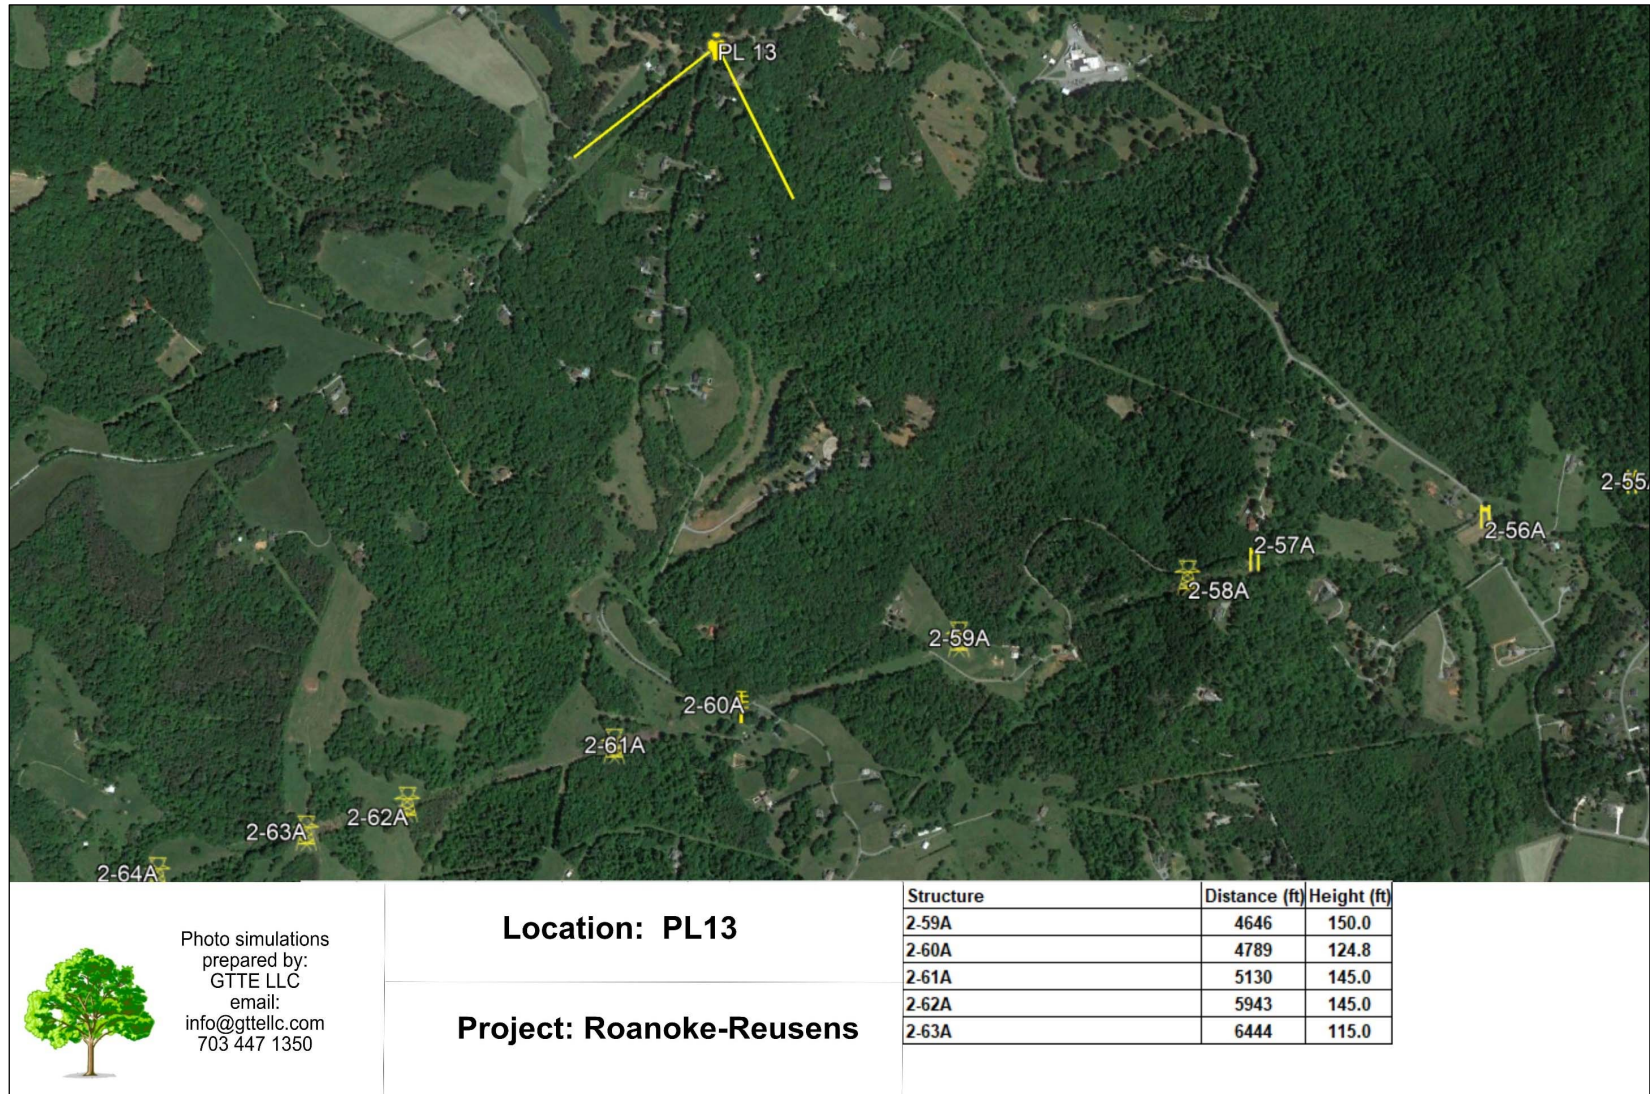 PL 13
2-55A
2-56A
2-57A
2-58A
2-59A
2-60A
2-61A
2-62A
2-63A
2-64A
Photo simulations
prepared by:
GTTE LLC
email:
info@gttellc.com
703 447 1350
Location: PL13
Project: Roanoke-Reusens
Structure Distance (ft) Height (ft)
2-59A 4646 150.0
2-60A 4789 124.8
2-61A 5130 145.0
2-62A 5943 145.0
2-63A 6444 115.0